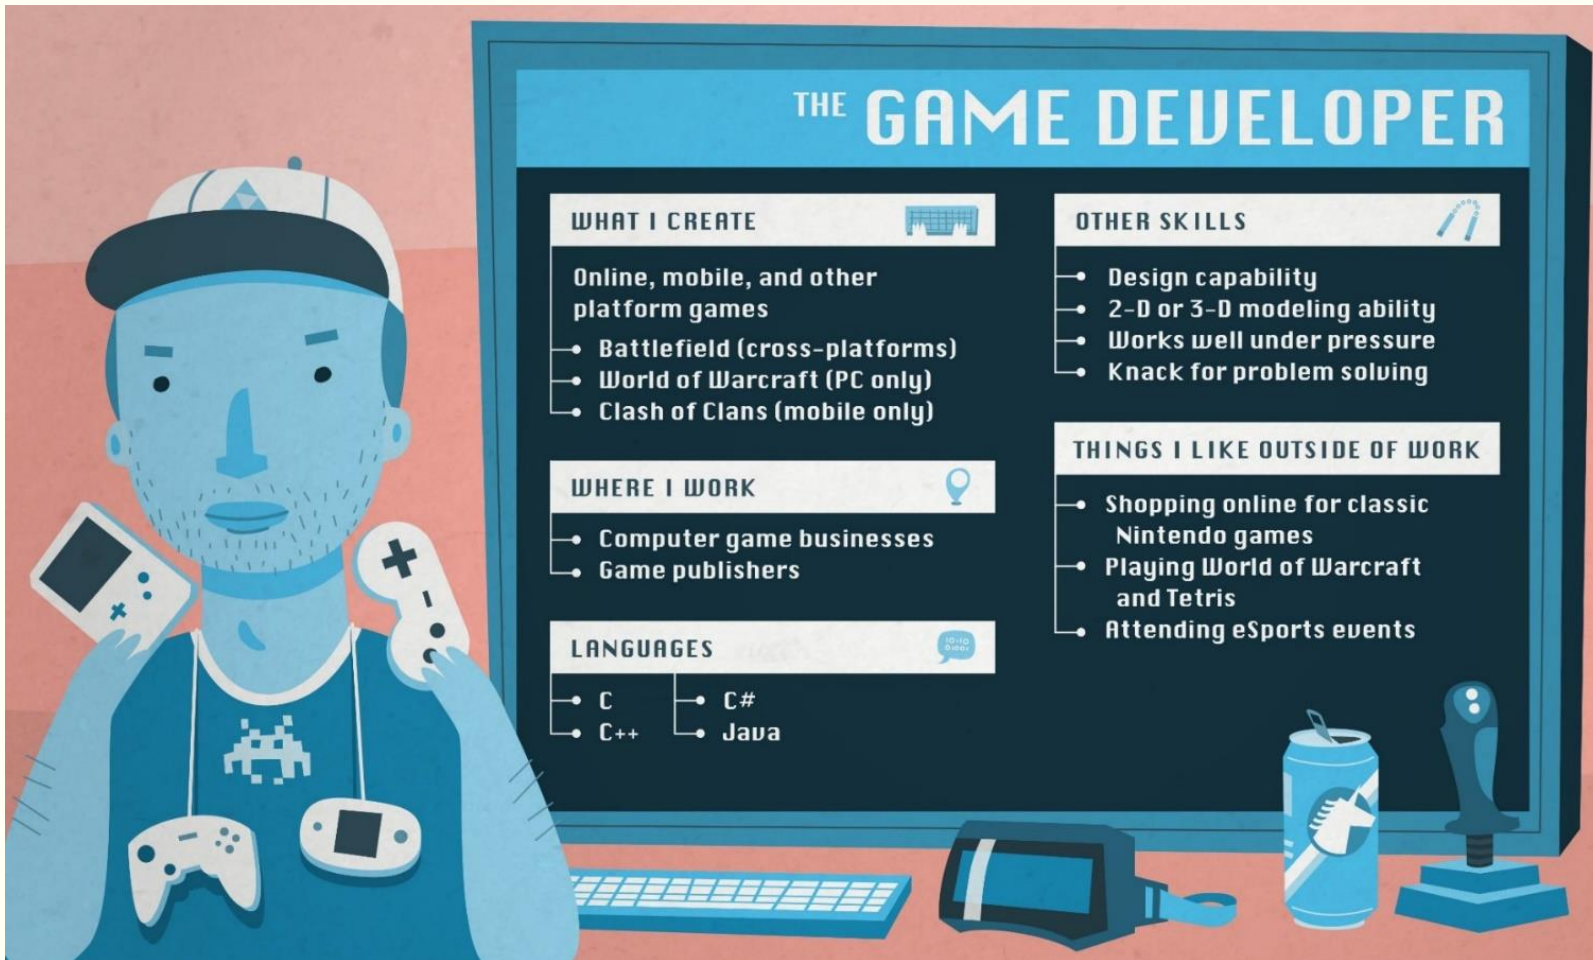 THE GAME DEVELOPER
WHAT I CREATE
Online, mobile, and other
platform games
Battlefield (cross-platforms)
World of Warcraft (PC only)
Clash of Clans (mobile only)
WHERE I WORK
Computer game businesses
Game publishers
LANGUAGES
C
C++
C#
Java
OTHER SKILLS
Design capability
2-D or 3-D modeling ability
Works well under pressure
Knack for problem solving
THINGS I LIKE OUTSIDE OF WORK
Shopping online for classic
Nintendo games
Playing World of Warcraft
and Tetris
Attending eSports events